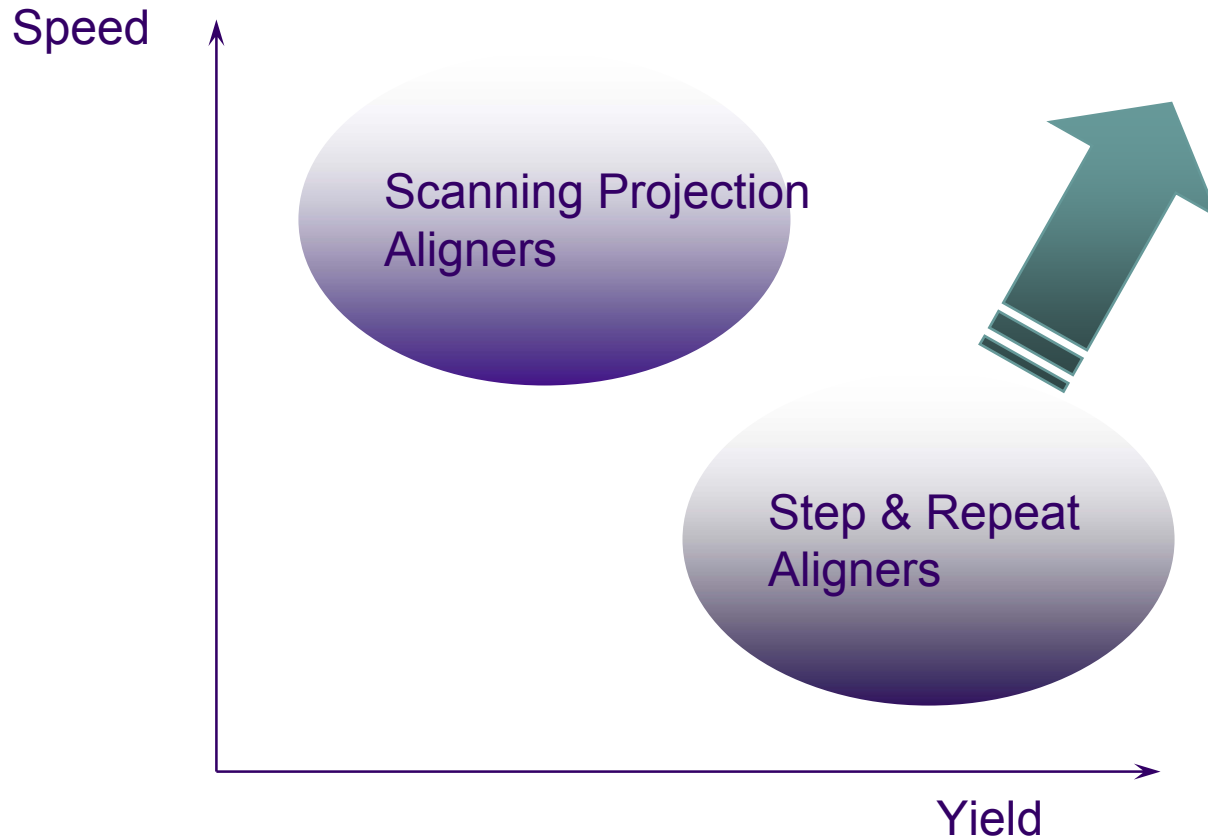 Speed
Scanning Projection
Aligners
Step & Repeat
Aligners
Yield